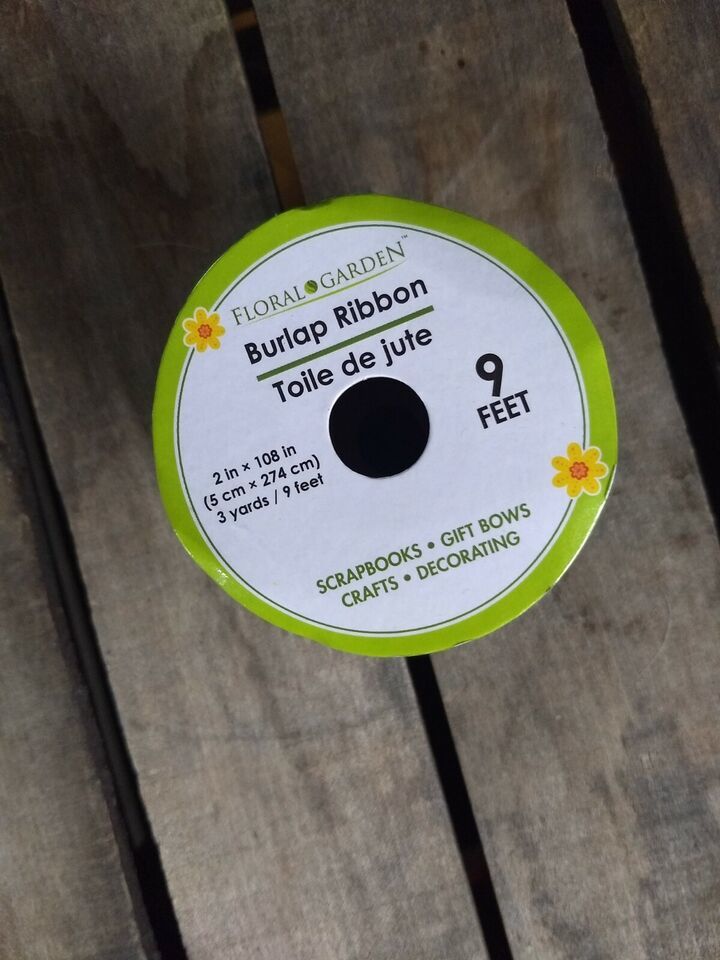 FLORAL GARDEN™
Burlap Ribbon
Toile de jute
9
FEET
2 in × 108 in
(5 cm × 274 cm)
3 yards / 9 feet
SCRAPBOOKS • GIFT BOWS
CRAFTS • DECORATING